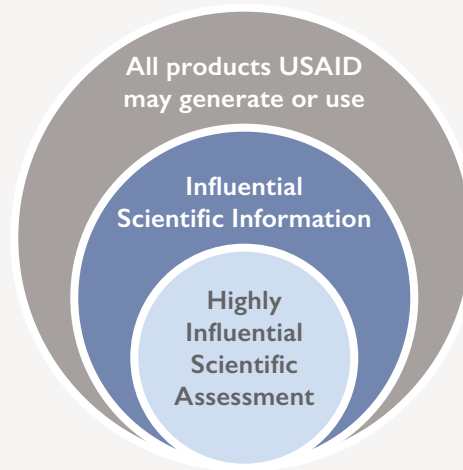 All products USAID
may generate or use
Influential
Scientific Information
Highly
Influential
Scientific
Assessment